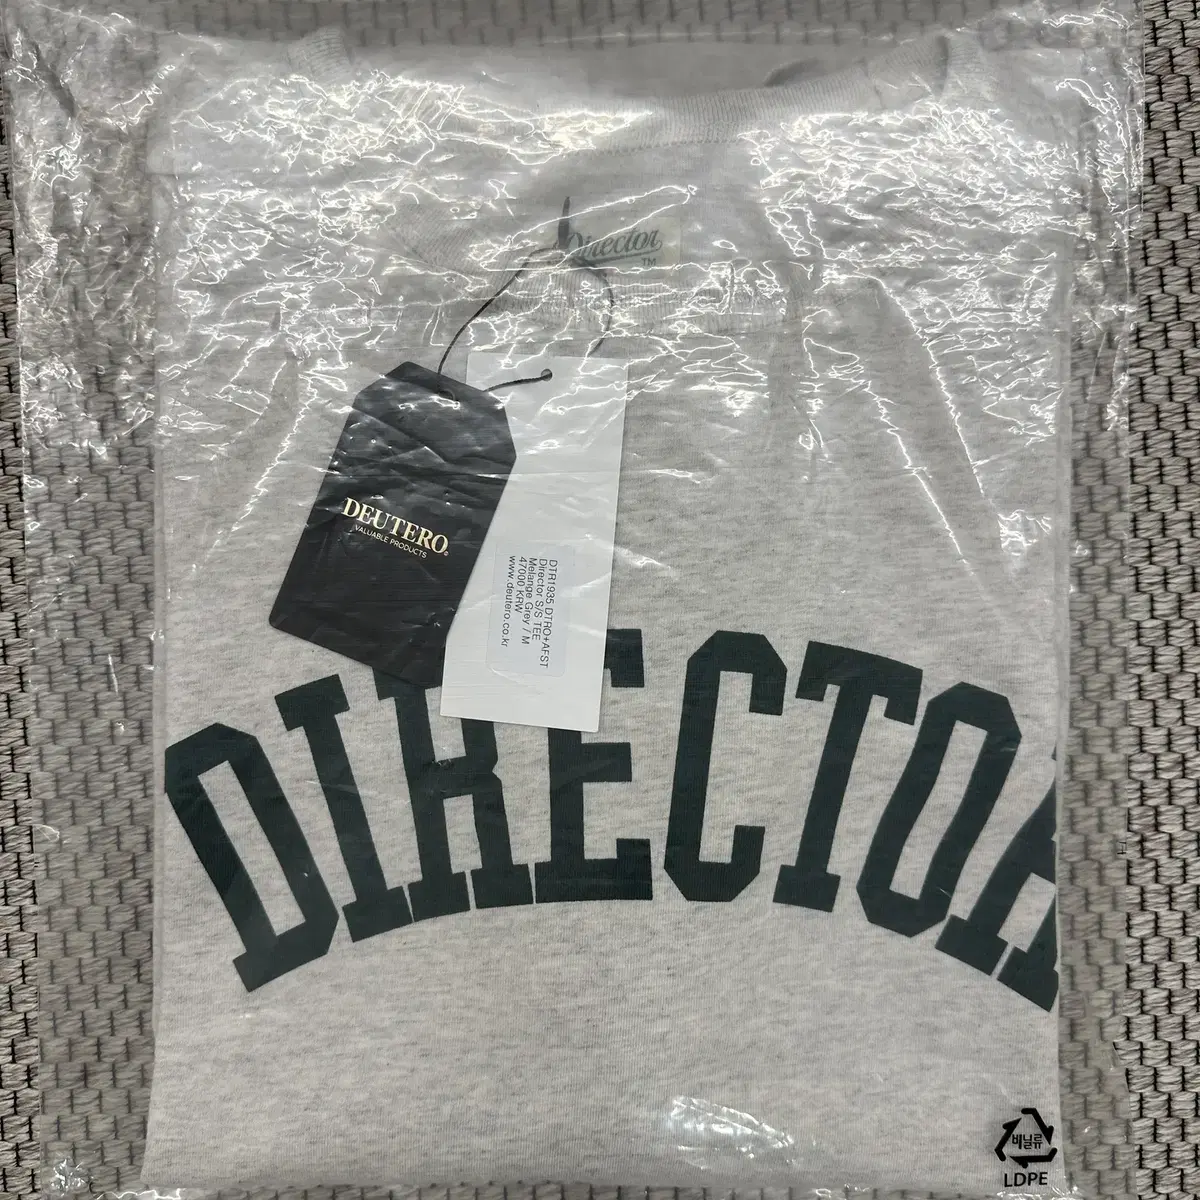 Director
TM
DEUTERO
VALUABLE PRODUCTS
DTR1935 DTRO+AFST
Director S/S TEE
Melange Grey / M
47000 KRW
www.deutero.co.kr
DIRECTOR
비닐류
LDPE